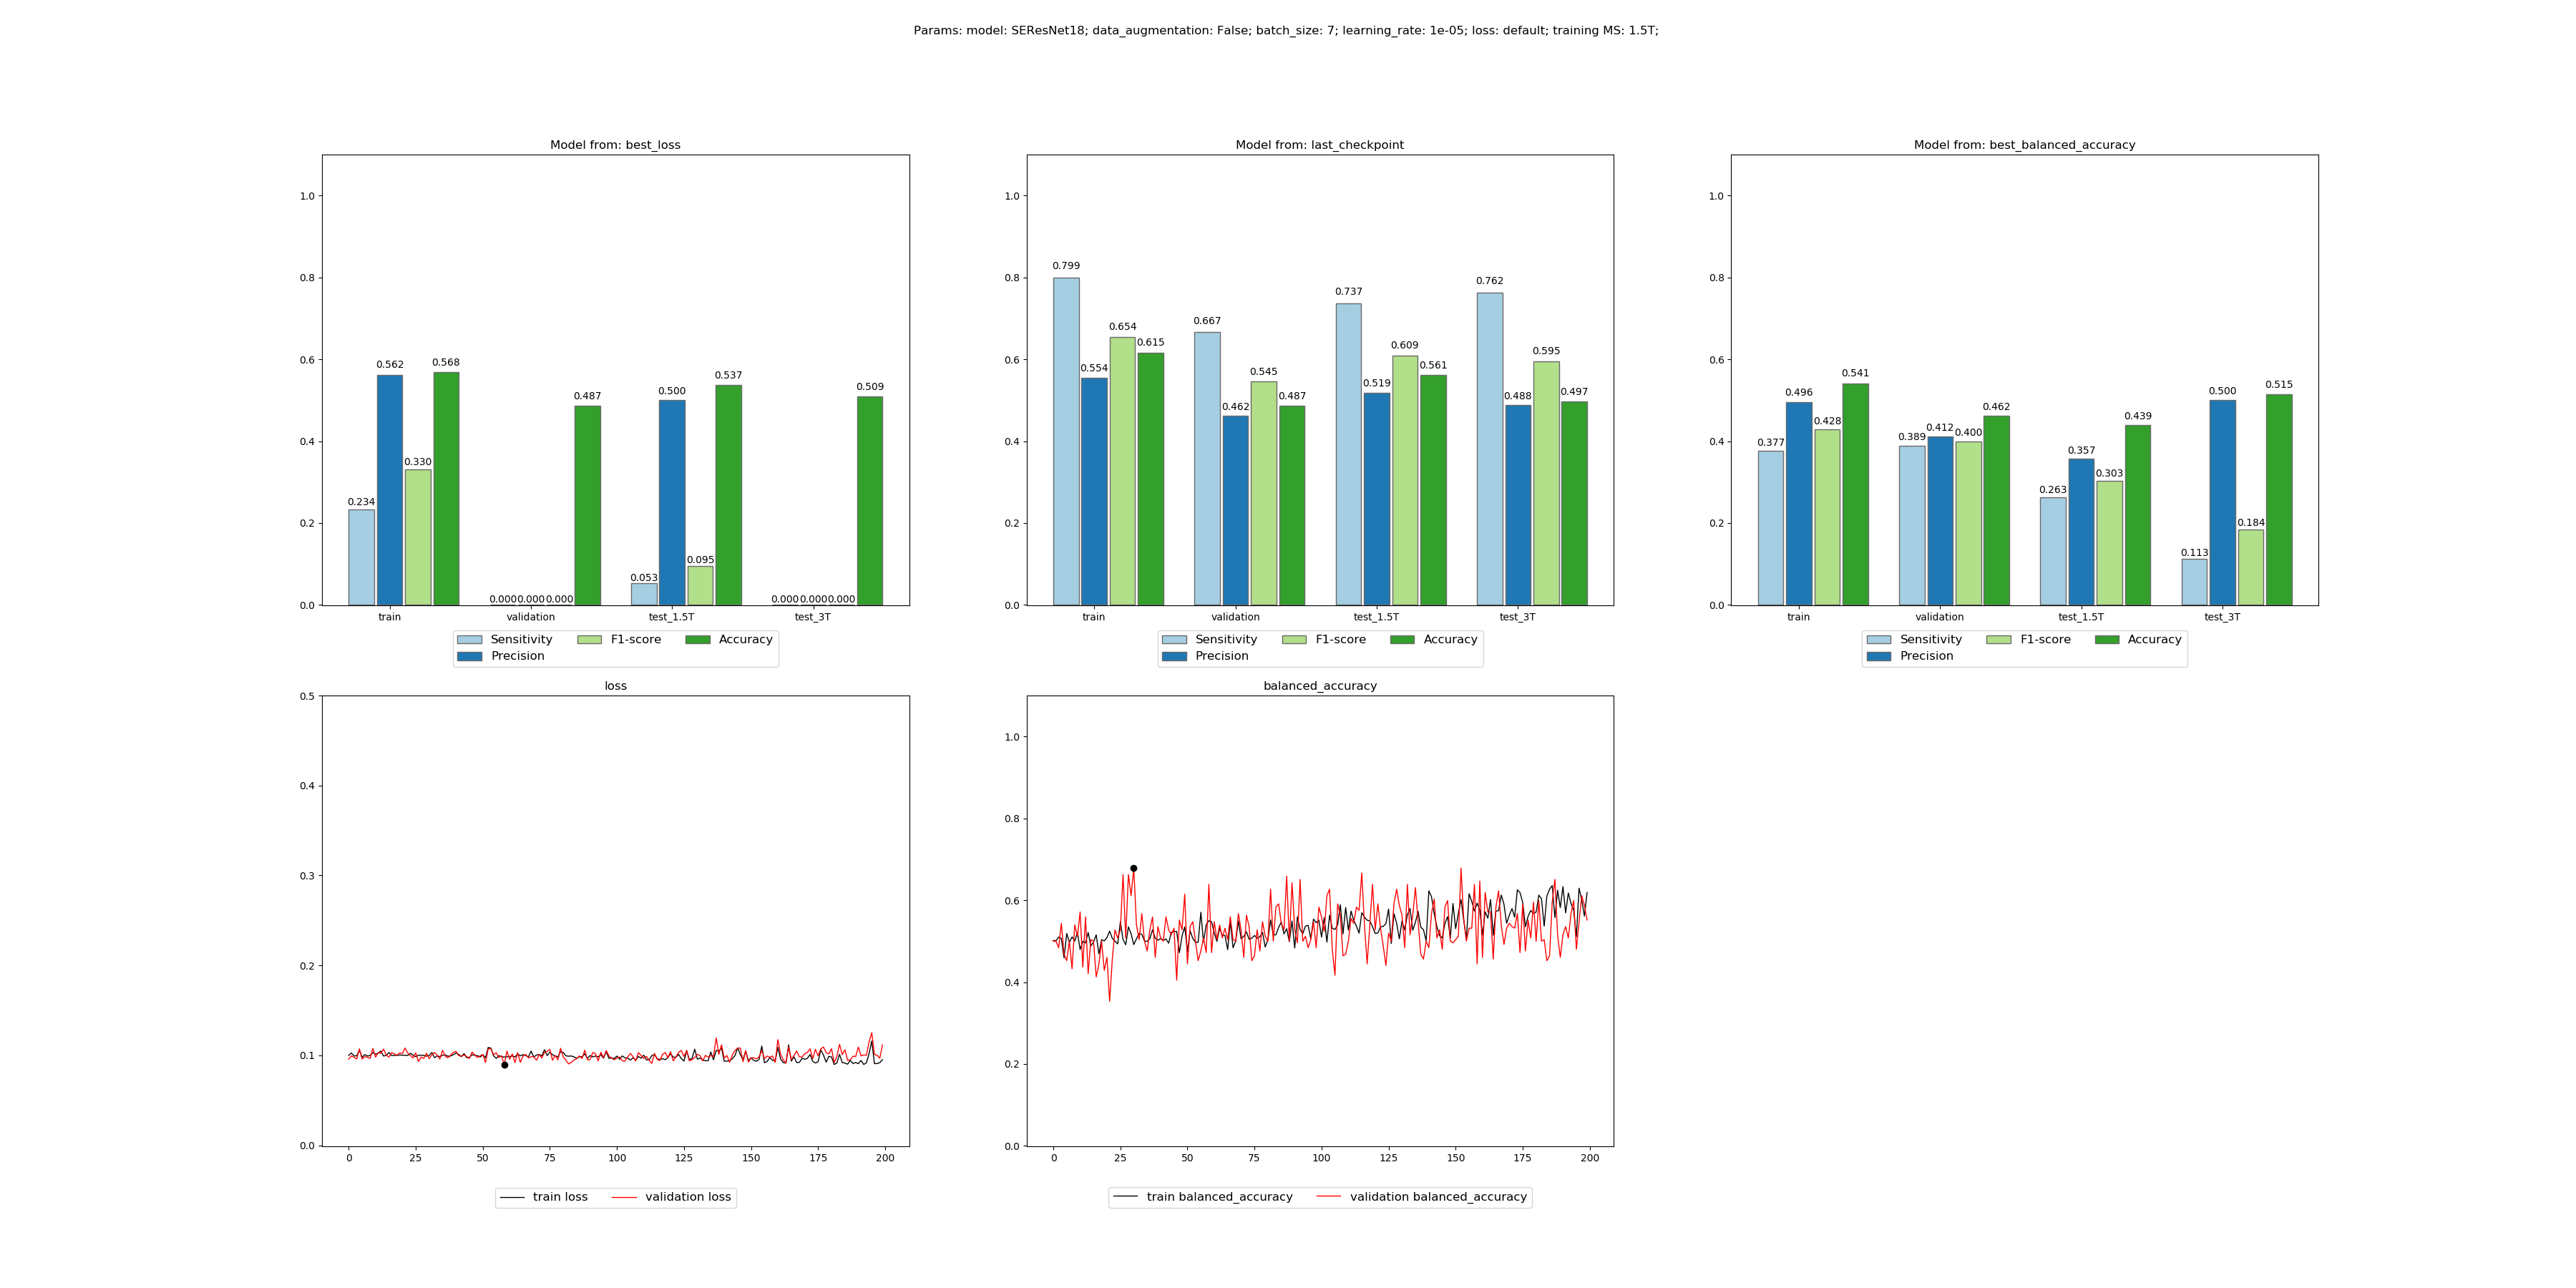 Params: model: SEResNet18; data_augmentation: False; batch_size: 7; learning_rate: 1e-05; loss: default; training MS: 1.5T;
Model from: best_loss
1.0
0.8
0.6
0.4
0.2
0.0
0.234
0.562
0.330
0.568
0.000
0.000
0.000
0.487
0.053
0.500
0.095
0.537
0.000
0.000
0.000
0.509
train
validation
test_1.5T
test_3T
Sensitivity
F1-score
Accuracy
Precision
Model from: last_checkpoint
1.0
0.8
0.6
0.4
0.2
0.0
0.799
0.554
0.654
0.615
0.667
0.462
0.545
0.487
0.737
0.519
0.609
0.561
0.762
0.488
0.595
0.497
train
validation
test_1.5T
test_3T
Sensitivity
F1-score
Accuracy
Precision
Model from: best_balanced_accuracy
1.0
0.8
0.6
0.4
0.2
0.0
0.377
0.496
0.428
0.541
0.389
0.412
0.400
0.462
0.263
0.357
0.303
0.439
0.113
0.500
0.184
0.515
train
validation
test_1.5T
test_3T
Sensitivity
F1-score
Accuracy
Precision
loss
0.5
0.4
0.3
0.2
0.1
0.0
0 25 50 75 100 125 150 175 200
train loss
validation loss
balanced_accuracy
1.0
0.8
0.6
0.4
0.2
0.0
0 25 50 75 100 125 150 175 200
train balanced_accuracy
validation balanced_accuracy